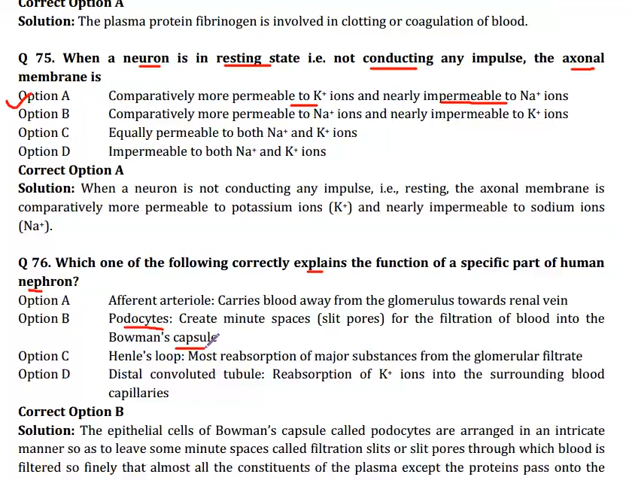 Correct Option A
Solution: The plasma protein fibrinogen is involved in clotting or coagulation of blood.
Q 75. When a neuron is in resting state i.e. not conducting any impulse, the axonal
membrane is
Option A Comparatively more permeable to K⁺ ions and nearly impermeable to Na⁺ ions
Option B Comparatively more permeable to Na⁺ ions and nearly impermeable to K⁺ ions
Option C Equally permeable to both Na⁺ and K⁺ ions
Option D Impermeable to both Na⁺ and K⁺ ions
Correct Option A
Solution: When a neuron is not conducting any impulse, i.e., resting, the axonal membrane is
comparatively more permeable to potassium ions (K⁺) and nearly impermeable to sodium ions
(Na⁺).
Q 76. Which one of the following correctly explains the function of a specific part of human
nephron?
Option A Afferent arteriole: Carries blood away from the glomerulus towards renal vein
Option B Podocytes: Create minute spaces (slit pores) for the filtration of blood into the
Bowman's capsule
Option C Henle's loop: Most reabsorption of major substances from the glomerular filtrate
Option D Distal convoluted tubule: Reabsorption of K⁺ ions into the surrounding blood
capillaries
Correct Option B
Solution: The epithelial cells of Bowman's capsule called podocytes are arranged in an intricate
manner so as to leave some minute spaces called filtration slits or slit pores through which blood is
filtered so finely that almost all the constituents of the plasma except the proteins pass onto the